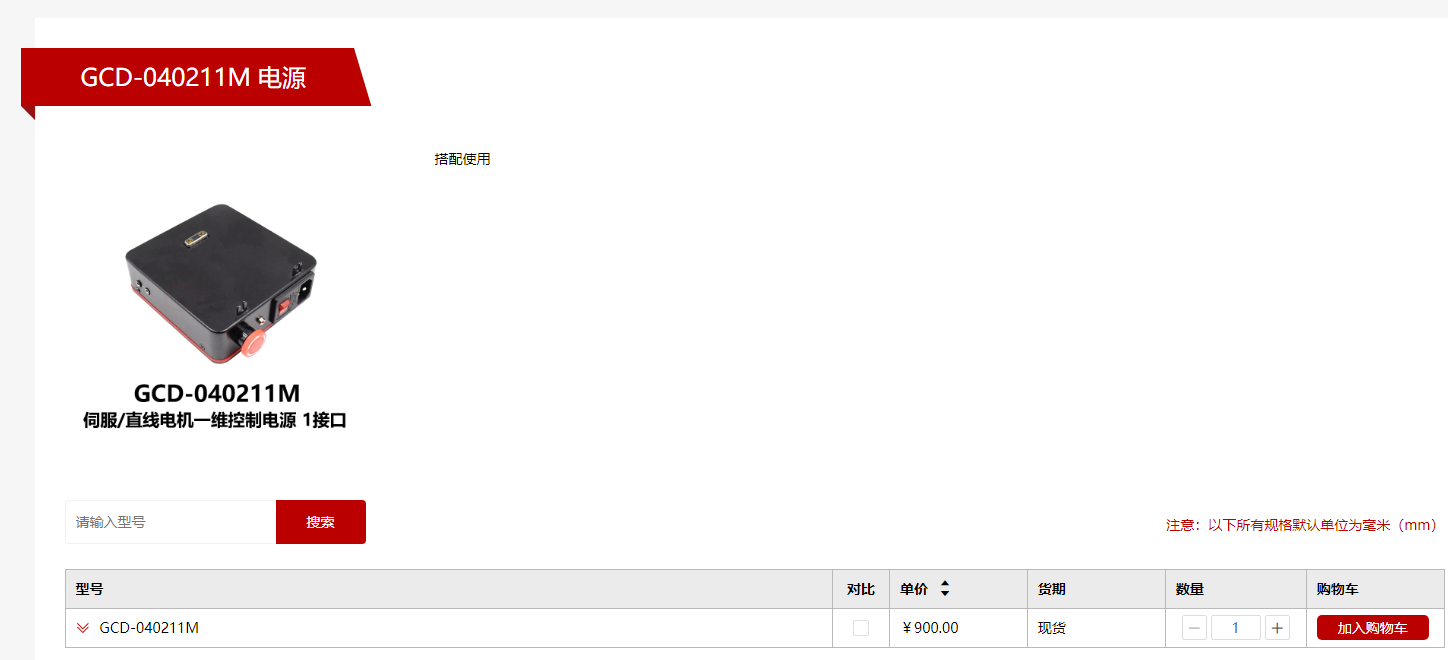 GCD-040211M 电源
搭配使用
GCD-040211M
伺服/直线电机一维控制电源 1接口
请输入型号 搜索
注意：以下所有规格默认单位为毫米（mm）
型号 对比 单价 货期 数量 购物车
GCD-040211M ￥900.00 现货 1 加入购物车